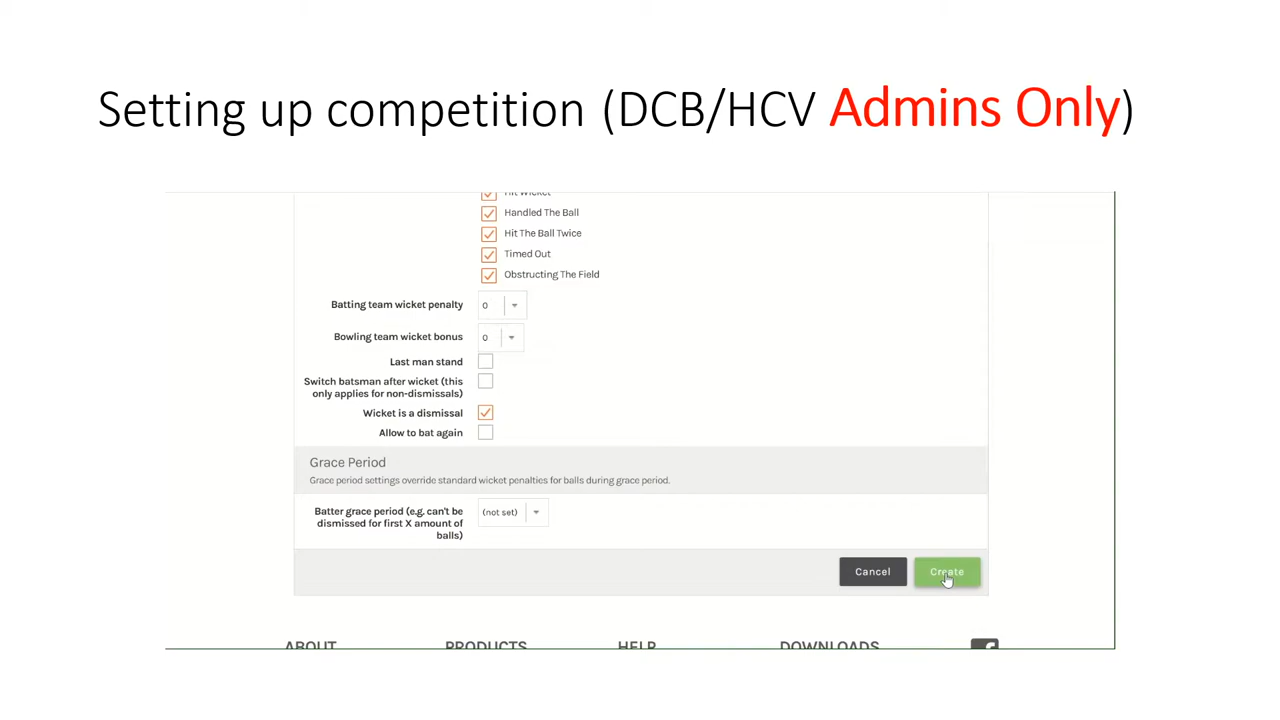 Setting up competition (DCB/HCV Admins Only)
Hit Wicket
Handled The Ball
Hit The Ball Twice
Timed Out
Obstructing The Field
Batting team wicket penalty 0
Bowling team wicket bonus 0
Last man stand
Switch batsman after wicket (this
only applies for non-dismissals)
Wicket is a dismissal
Allow to bat again
Grace Period
Grace period settings override standard wicket penalties for balls during grace period.
Batter grace period (e.g. can't be (not set)
dismissed for first X amount of
balls)
Cancel Create
ABOUT PRODUCTS HELP DOWNLOADS